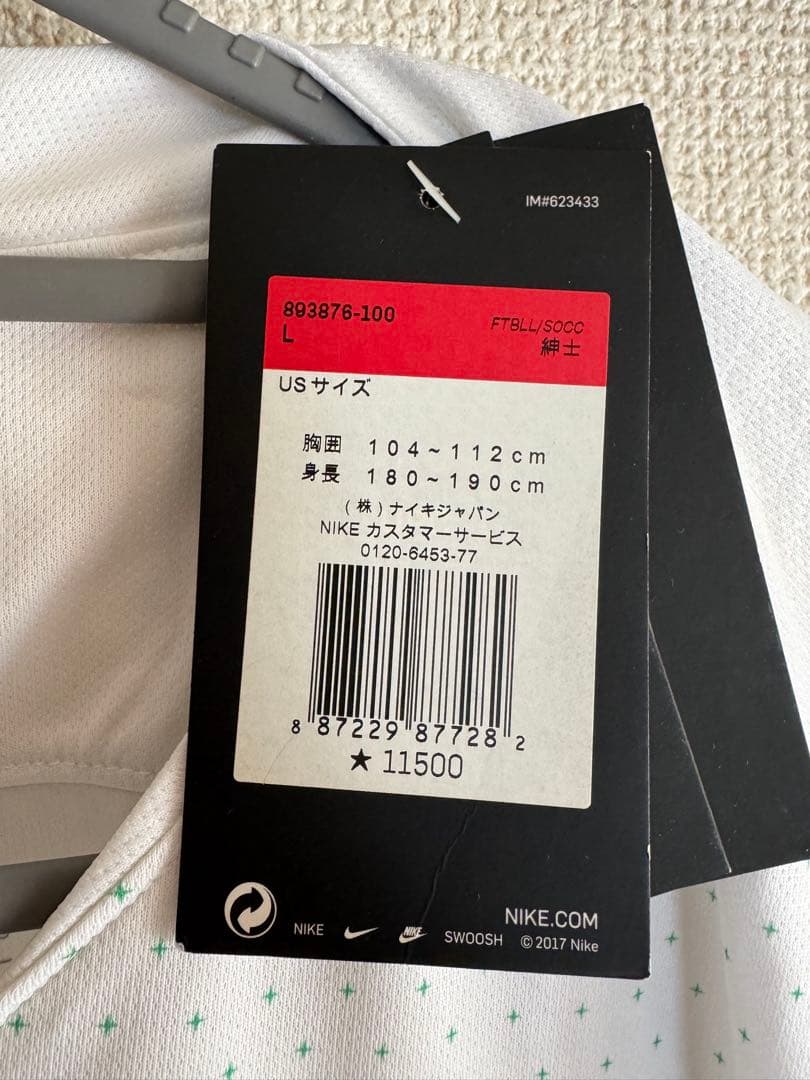 IM#623433
893876-100
FTBLL/SOCC
L
紳士
USサイズ
胸囲 104~112cm
身長 180~190cm
(株)ナイキジャパン
NIKE カスタマーサービス
0120-6453-77
8 87229 87728 2
★ 11500
NIKE.COM
NIKE NIKE SWOOSH © 2017 Nike